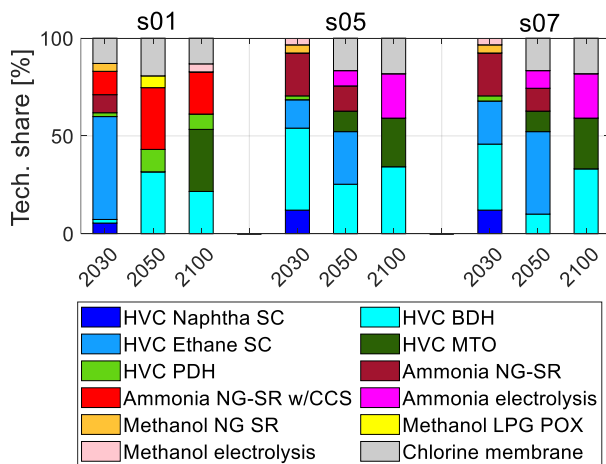 s01 s05 s07
Tech. share [%]
100
50
0
2030 2050 2100 2030 2050 2100 2030 2050 2100
HVC Naphtha SC HVC BDH
HVC Ethane SC HVC MTO
HVC PDH Ammonia NG-SR
Ammonia NG-SR w/CCS Ammonia electrolysis
Methanol NG SR Methanol LPG POX
Methanol electrolysis Chlorine membrane